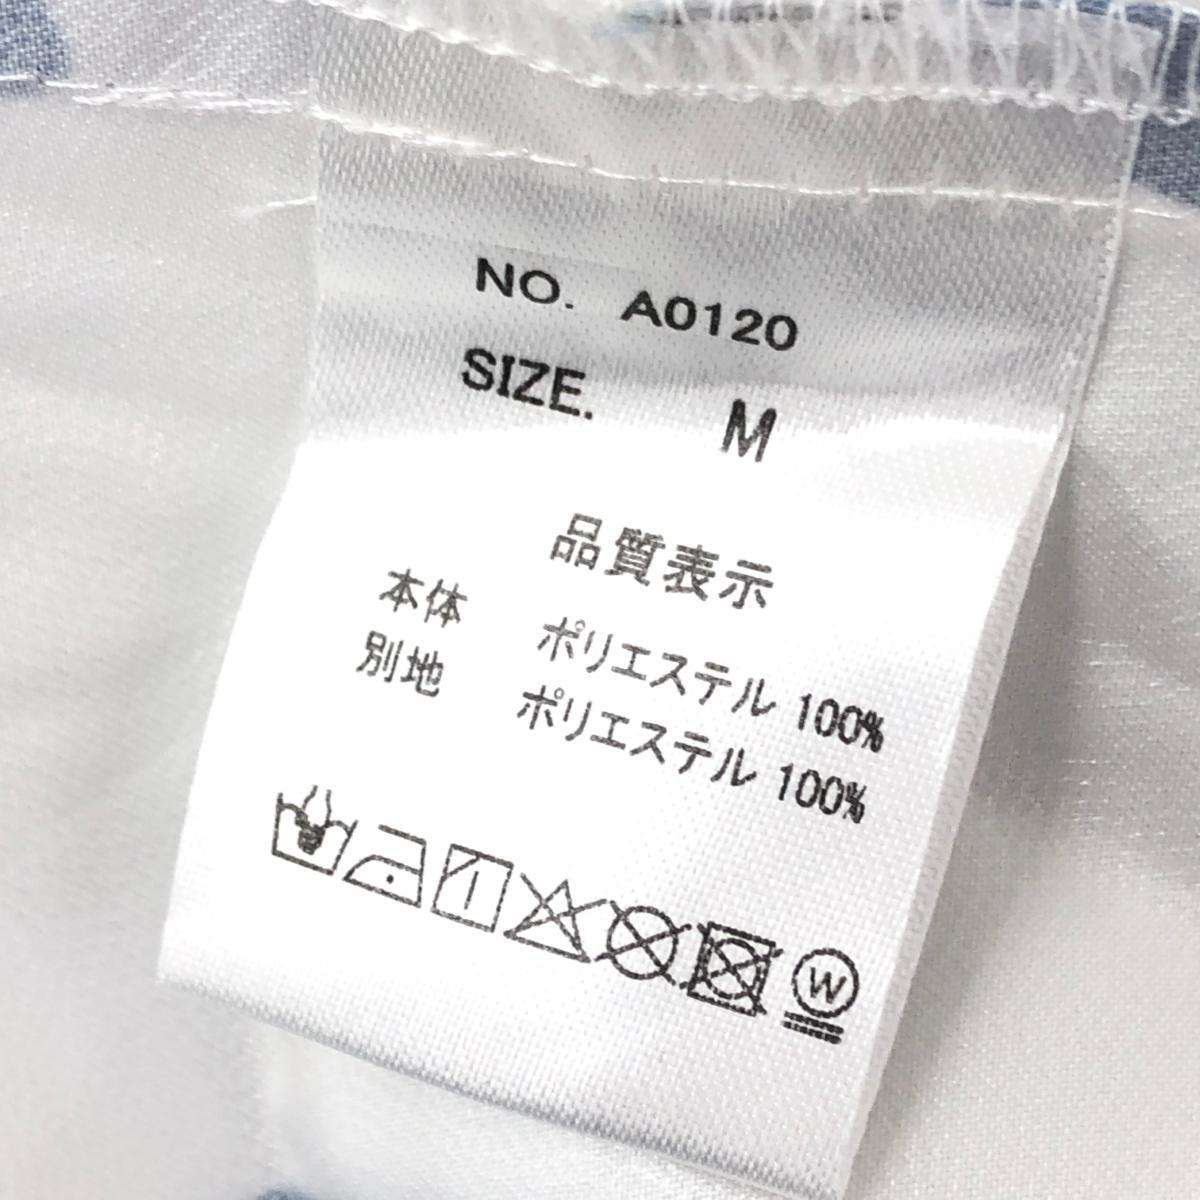 NO. A0120
SIZE. M
品質表示
本体 ポリエステル 100%
別地 ポリエステル 100%
W